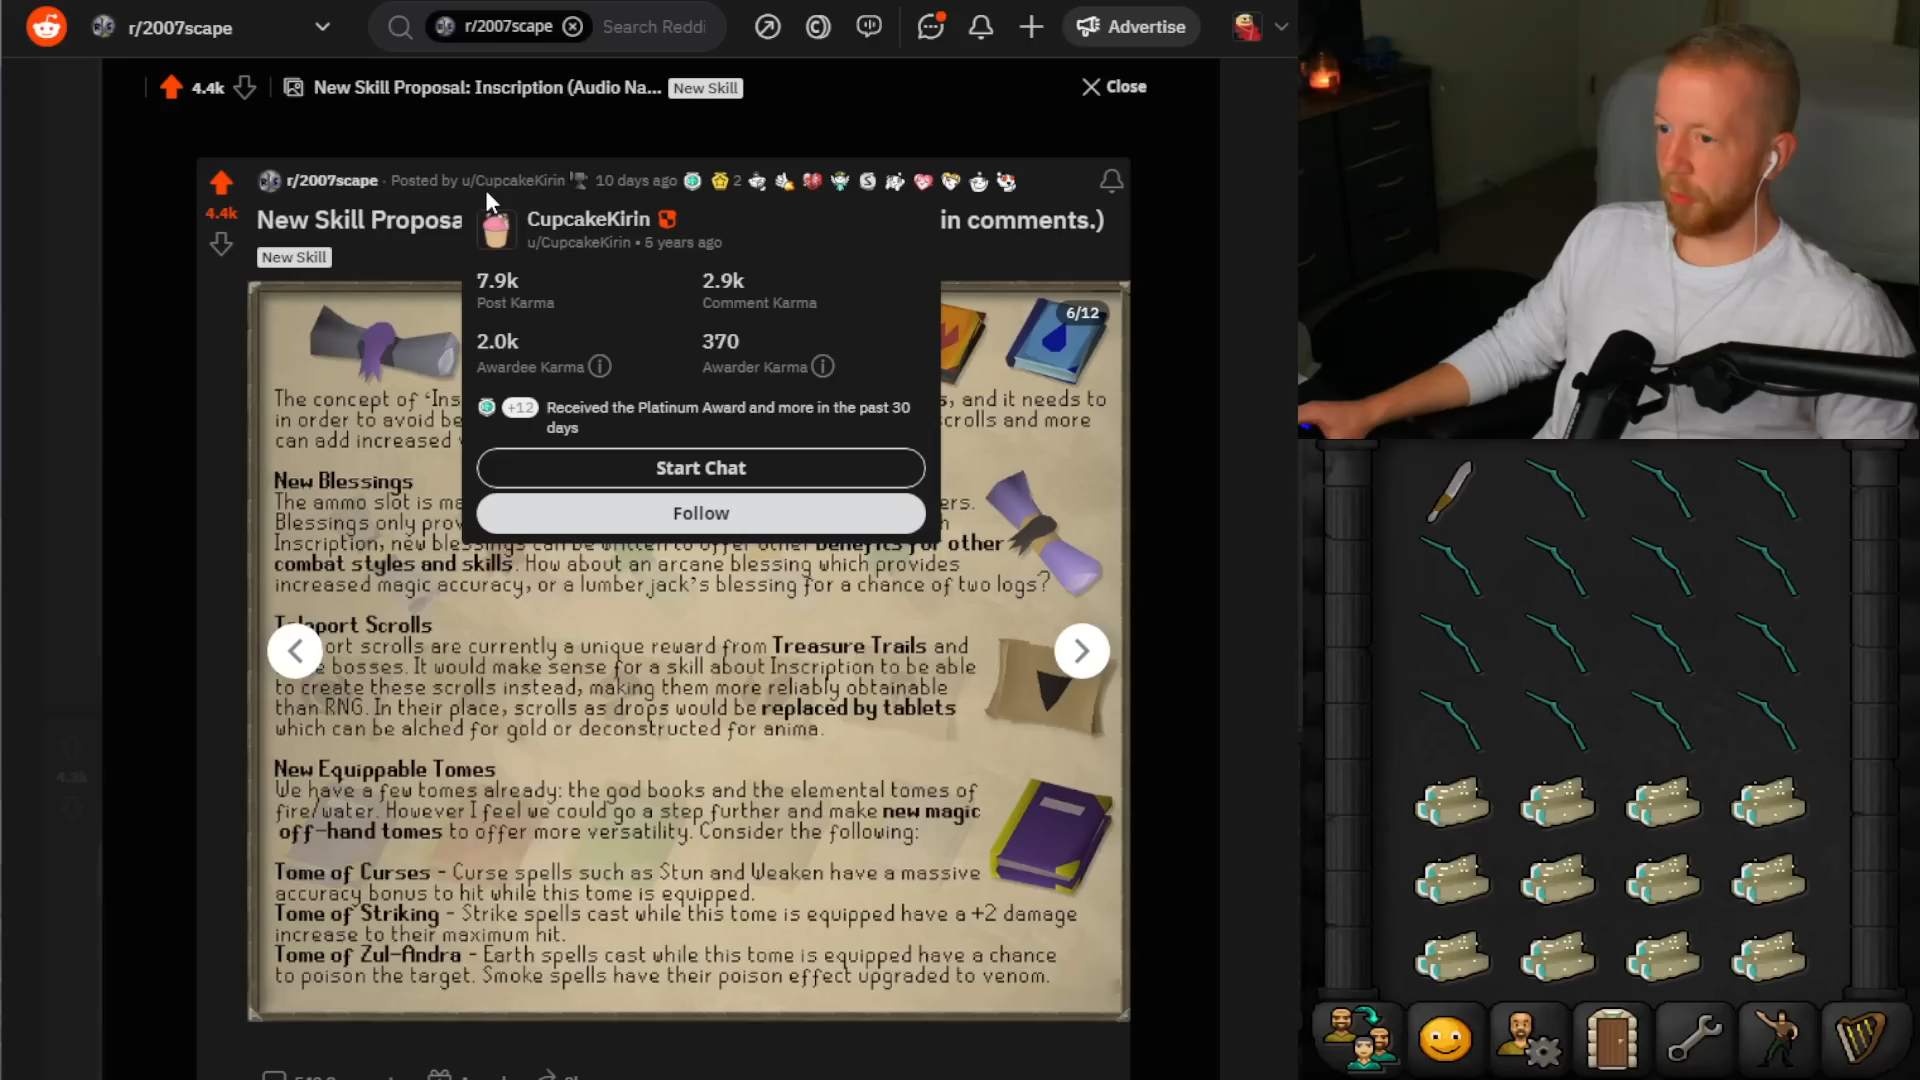 r/2007scape
r/2007scape
Search Reddi
Advertise
4.4k
New Skill Proposal: Inscription (Audio Na...
New Skill
Close
r/2007scape · Posted by u/CupcakeKirin 10 days ago 2
4.4k
New Skill Proposa
in comments.)
New Skill
CupcakeKirin
u/CupcakeKirin • 5 years ago
7.9k
2.9k
Post Karma
Comment Karma
2.0k
370
Awardee Karma
Awarder Karma
+12 Received the Platinum Award and more in the past 30
days
Start Chat
Follow
6/12
The concept of ‘Ins
s, and it needs to
in order to avoid be
crolls and more
can add increased
New Blessings
The ammo slot is ma
ers.
Blessings only prov
Inscription, new blessings can be written to offer other benefits for other
combat styles and skills. How about an arcane blessing which provides
increased magic accuracy, or a lumberjack's blessing for a chance of two logs?
Teleport Scrolls
ort scrolls are currently a unique reward from Treasure Trails and
bosses. It would make sense for a skill about Inscription to be able
to create these scrolls instead, making them more reliably obtainable
than RNG. In their place, scrolls as drops would be replaced by tablets
which can be alched for gold or deconstructed for anima.
New Equippable Tomes
We have a few tomes already: the god books and the elemental tomes of
fire/water. However I feel we could go a step further and make new magic
off-hand tomes to offer more versatility. Consider the following:
Tome of Curses - Curse spells such as Stun and Weaken have a massive
accuracy bonus to hit while this tome is equipped.
Tome of Striking - Strike spells cast while this tome is equipped have a +2 damage
increase to their maximum hit.
Tome of Zul-Andra - Earth spells cast while this tome is equipped have a chance
to poison the target. Smoke spells have their poison effect upgraded to venom.